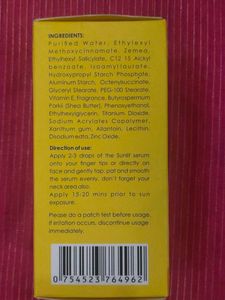 INGREDIENTS:
Purified Water, Ethylexyl
Methoxycinnamate, Zemea,
Ethylhexyl Salicylate, C12 15 Alckyl
benzoate, Isoamyllaurate,
Hydroxypropyl Starch Phosphate,
Aluminum Starch, Octenylsuccinate,
Glyceryl Stearate, PEG-100 Stearate,
Vitamin E, fragrance, Butyrospermum
Parkii (Shea Butter), Phenoxyethanol,
Ethylhexylglycerin, Titanium Dioxide,
Sodium Acrylates Copolymer,
Xanthum gum, Allantoin, Lecithin,
Disodium edta, Zinc Oxide.
Direction of use:
Apply 2-3 drops of the Sunlit serum
onto your finger tips or directly on
face and gently tap, pat and smooth
the serum evenly, don't forget your
neck area also.
Apply 15-20 mins prior to sun
exposure.
Please do a patch test before usage.
If irritation occurs, discontinue usage
immediately.
0 754523 764962